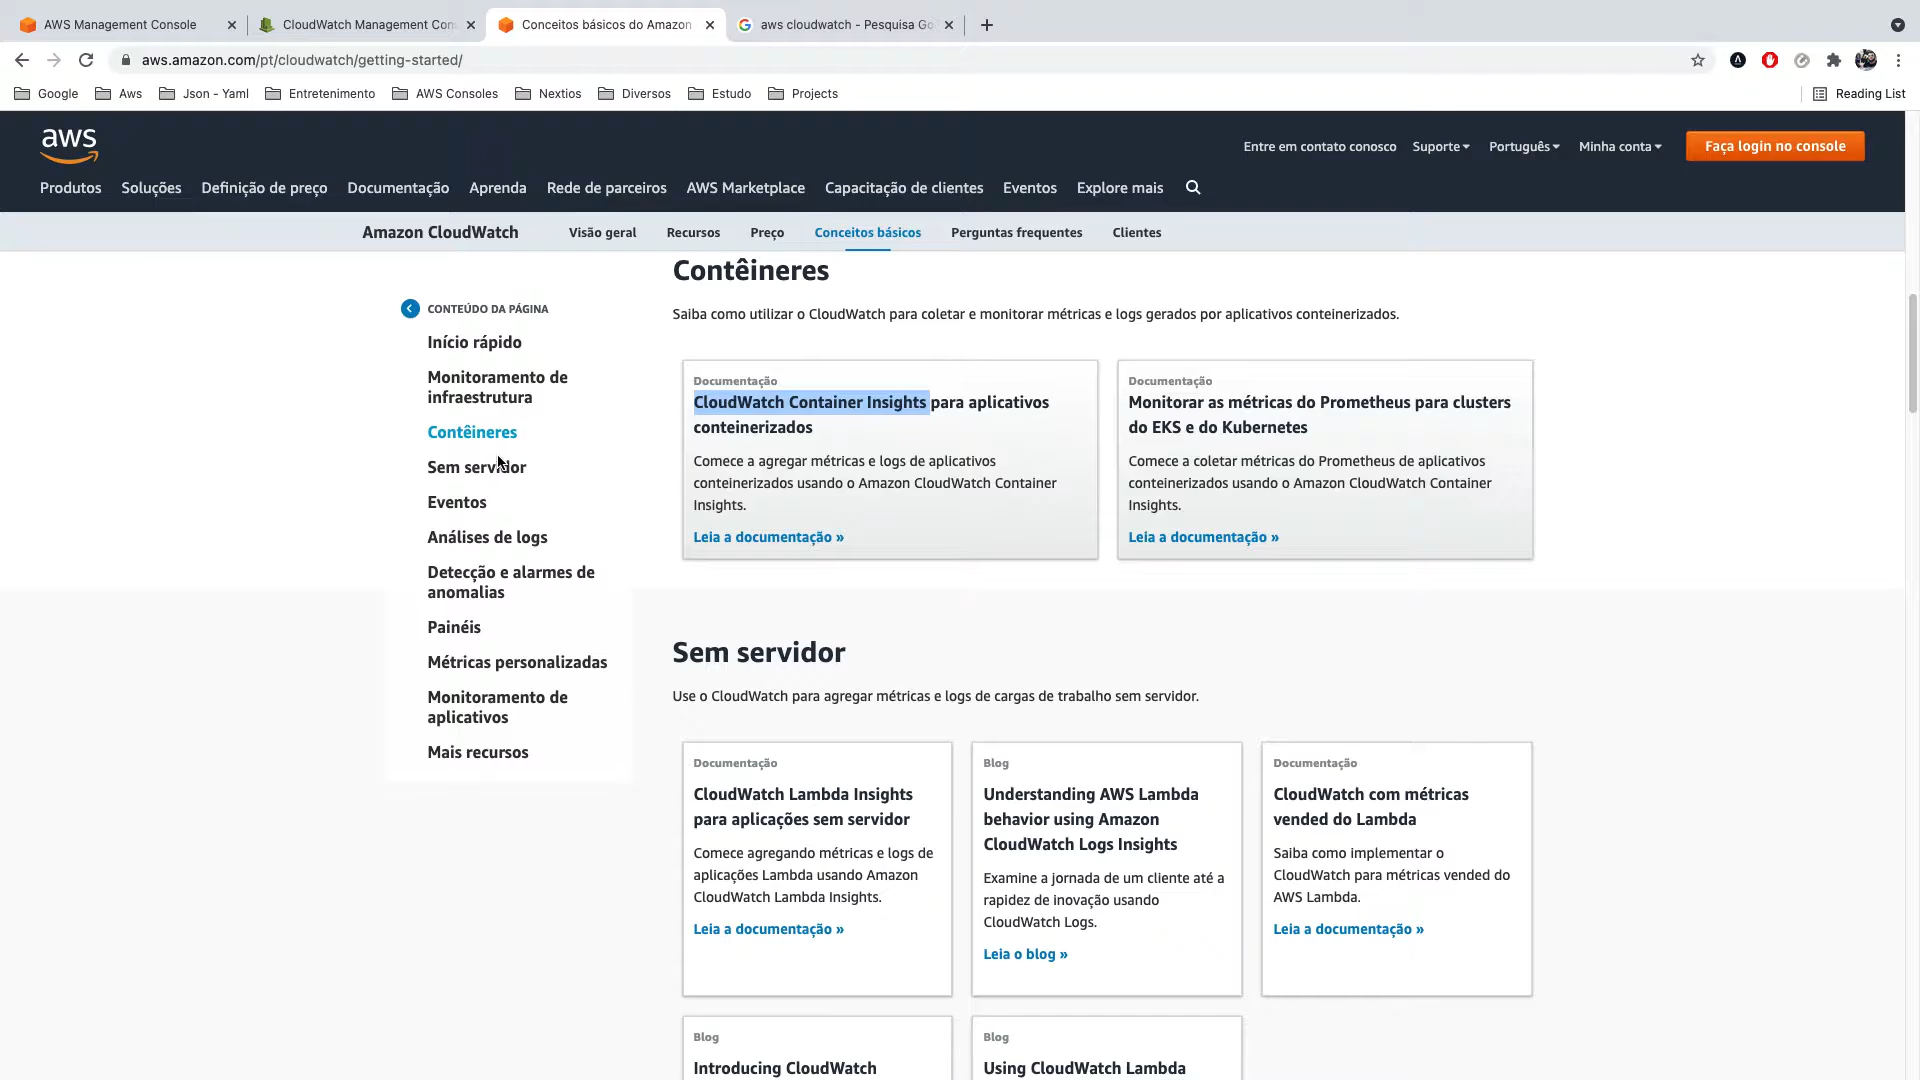 AWS Management Console
CloudWatch Management Con
Conceitos básicos do Amazon
aws cloudwatch - Pesquisa Go
aws.amazon.com/pt/cloudwatch/getting-started/
Google
Aws
Json - Yaml
Entretenimento
AWS Consoles
Nextios
Diversos
Estudo
Projects
Reading List
aws
Entre em contato conosco
Suporte
Português
Minha conta
Faça login no console
Produtos
Soluções
Definição de preço
Documentação
Aprenda
Rede de parceiros
AWS Marketplace
Capacitação de clientes
Eventos
Explore mais
Amazon CloudWatch
Visão geral
Recursos
Preço
Conceitos básicos
Perguntas frequentes
Clientes
CONTEÚDO DA PÁGINA
Início rápido
Monitoramento de
infraestrutura
Contêineres
Sem servidor
Eventos
Análises de logs
Detecção e alarmes de
anomalias
Painéis
Métricas personalizadas
Monitoramento de
aplicativos
Mais recursos
Contêineres
Saiba como utilizar o CloudWatch para coletar e monitorar métricas e logs gerados por aplicativos conteinerizados.
Documentação
CloudWatch Container Insights para aplicativos
conteinerizados
Comece a agregar métricas e logs de aplicativos
conteinerizados usando o Amazon CloudWatch Container
Insights.
Leia a documentação »
Documentação
Monitorar as métricas do Prometheus para clusters
do EKS e do Kubernetes
Comece a coletar métricas do Prometheus de aplicativos
conteinerizados usando o Amazon CloudWatch Container
Insights.
Leia a documentação »
Sem servidor
Use o CloudWatch para agregar métricas e logs de cargas de trabalho sem servidor.
Documentação
CloudWatch Lambda Insights
para aplicações sem servidor
Comece agregando métricas e logs de
aplicações Lambda usando Amazon
CloudWatch Lambda Insights.
Leia a documentação »
Blog
Understanding AWS Lambda
behavior using Amazon
CloudWatch Logs Insights
Examine a jornada de um cliente até a
rapidez de inovação usando
CloudWatch Logs.
Leia o blog »
Documentação
CloudWatch com métricas
vended do Lambda
Saiba como implementar o
CloudWatch para métricas vended do
AWS Lambda.
Leia a documentação »
Blog
Introducing CloudWatch
Blog
Using CloudWatch Lambda